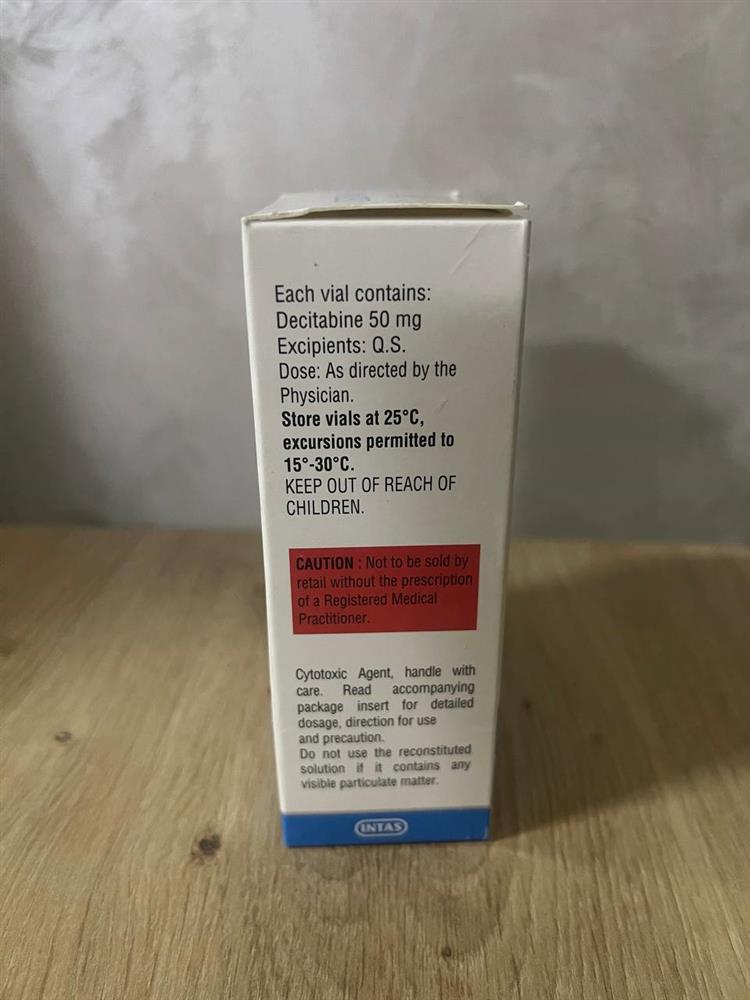 Each vial contains:
Decitabine 50 mg
Excipients: Q.S.
Dose: As directed by the
Physician.
Store vials at 25°C,
excursions permitted to
15°-30°C.
KEEP OUT OF REACH OF
CHILDREN.
CAUTION : Not to be sold by
retail without the prescription
of a Registered Medical
Practitioner.
Cytotoxic Agent, handle with
care. Read accompanying
package insert for detailed
dosage, direction for use
and precaution.
Do not use the reconstituted
solution if it contains any
visible particulate matter.
INTAS